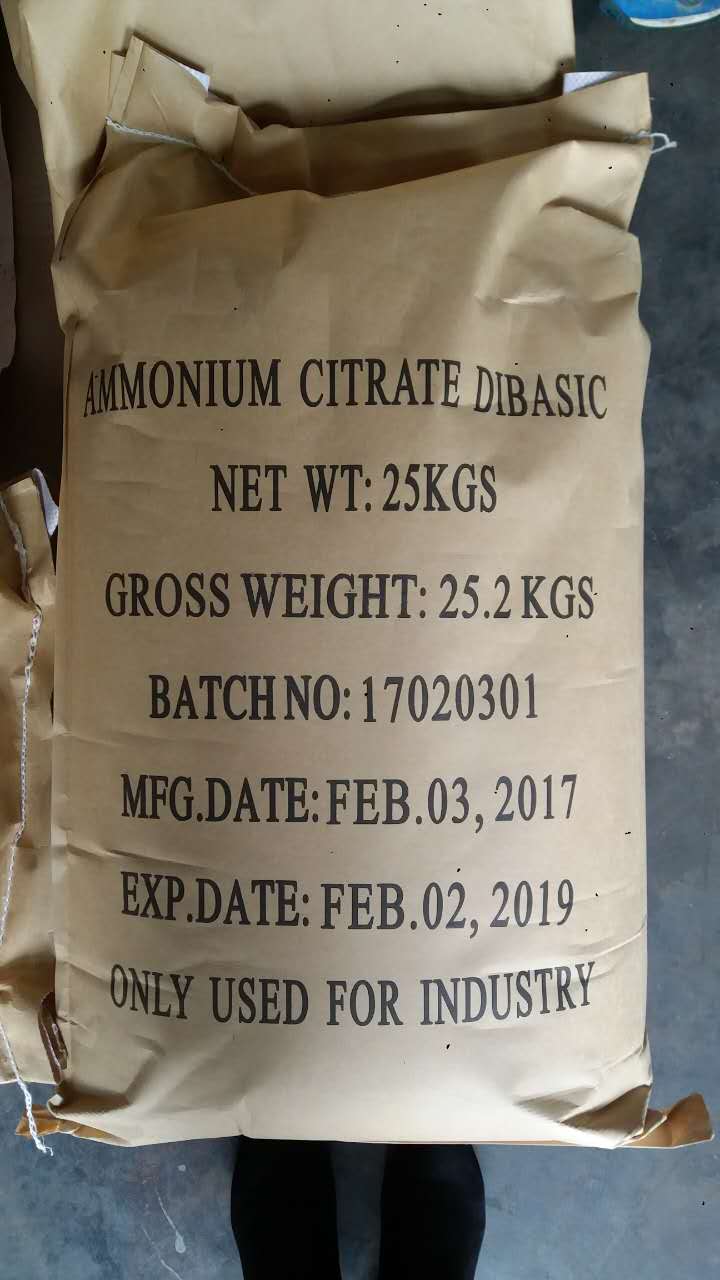 AMMONIUM CITRATE DIBASIC
NET WT: 25KGS
GROSS WEIGHT: 25.2 KGS
BATCH NO: 17020301
MFG.DATE: FEB.03, 2017
EXP.DATE: FEB.02, 2019
ONLY USED FOR INDUSTRY